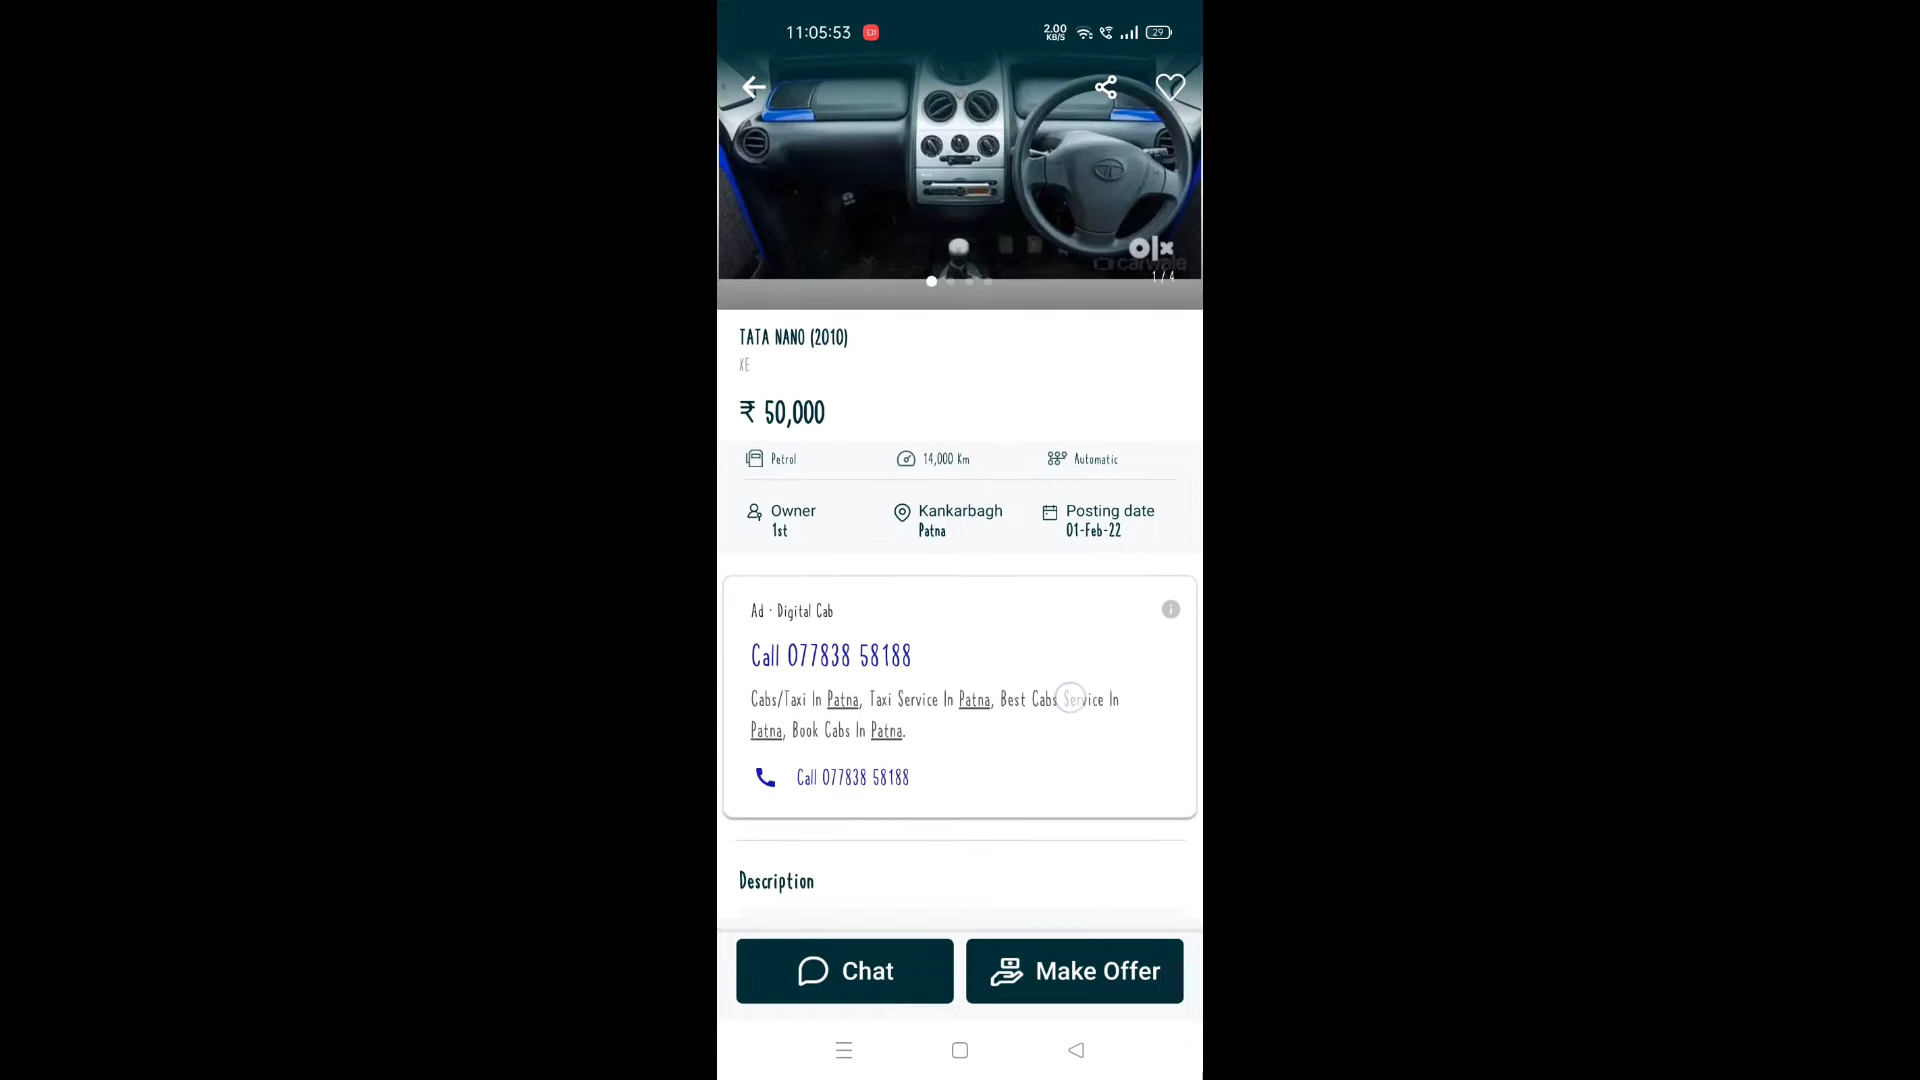 11:05:53
2.00
KB/S
29
olx
carwale
1 / 4
TATA NANO (2010)
XE
₹ 50,000
Petrol
14,000 Km
Automatic
Owner
1st
Kankarbagh
Patna
Posting date
01-Feb-22
Ad · Digital Cab
Call 077838 58188
Cabs/Taxi In Patna, Taxi Service In Patna, Best Cabs Service In
Patna, Book Cabs In Patna.
Call 077838 58188
Description
Chat
Make Offer